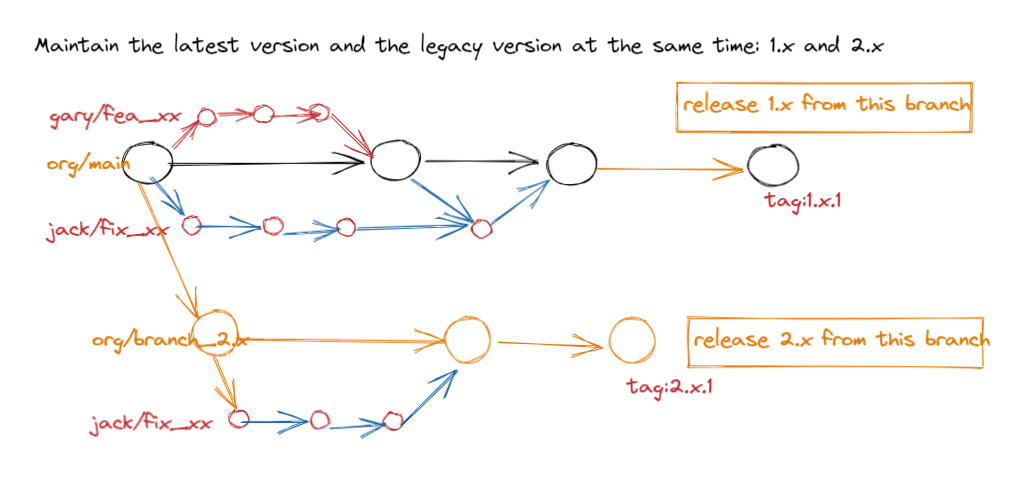 Maintain the latest version and the legacy version at the same time: 1.x and 2.x
gary/fea_xx
release 1.x from this branch
org/main
tag:1.x.1
jack/fix_xx
org/branch_2.x
release 2.x from this branch
tag:2.x.1
jack/fix_xx